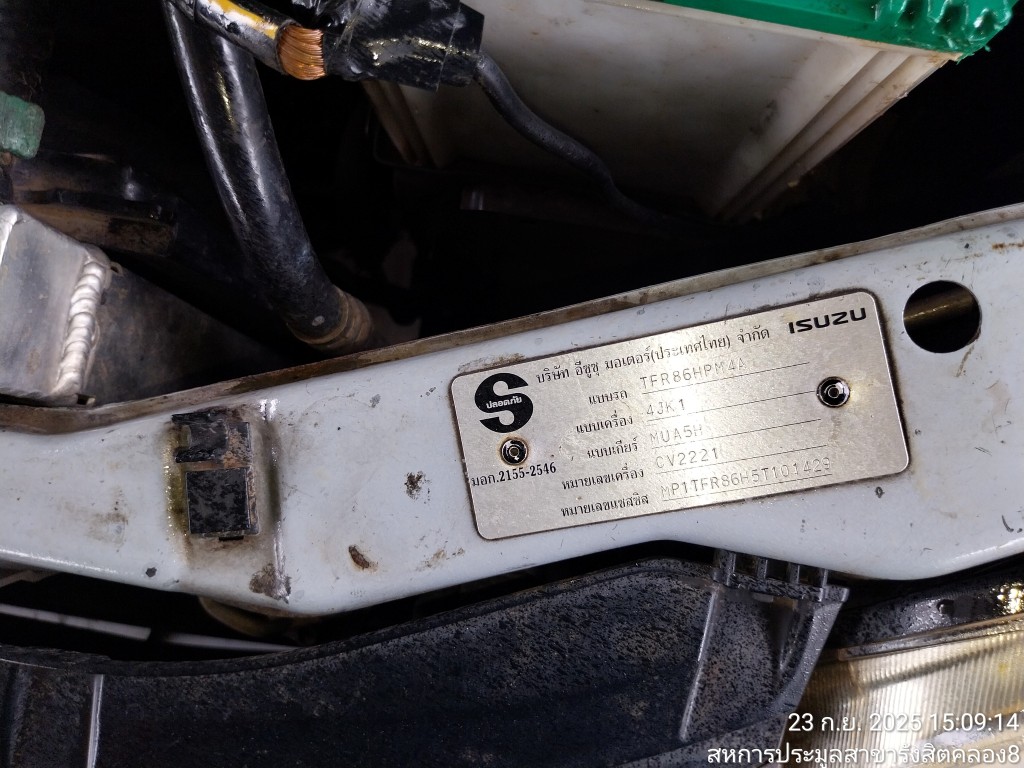 ISUZU
บริษัท อีซูซุ มอเตอร์(ประเทศไทย) จำกัด
S
ปลอดภัย
มอก.2155-2546
แบบรถ TFR86HPM4A
แบบเครื่อง 4JK1
แบบเกียร์ MUA5H
หมายเลขเครื่อง CV2221
หมายเลขแชสซีส MP1TFR86H5T101429
23 ก.ย. 2025 15:09:14
สหการประมูลสาขารังสิตคลอง8